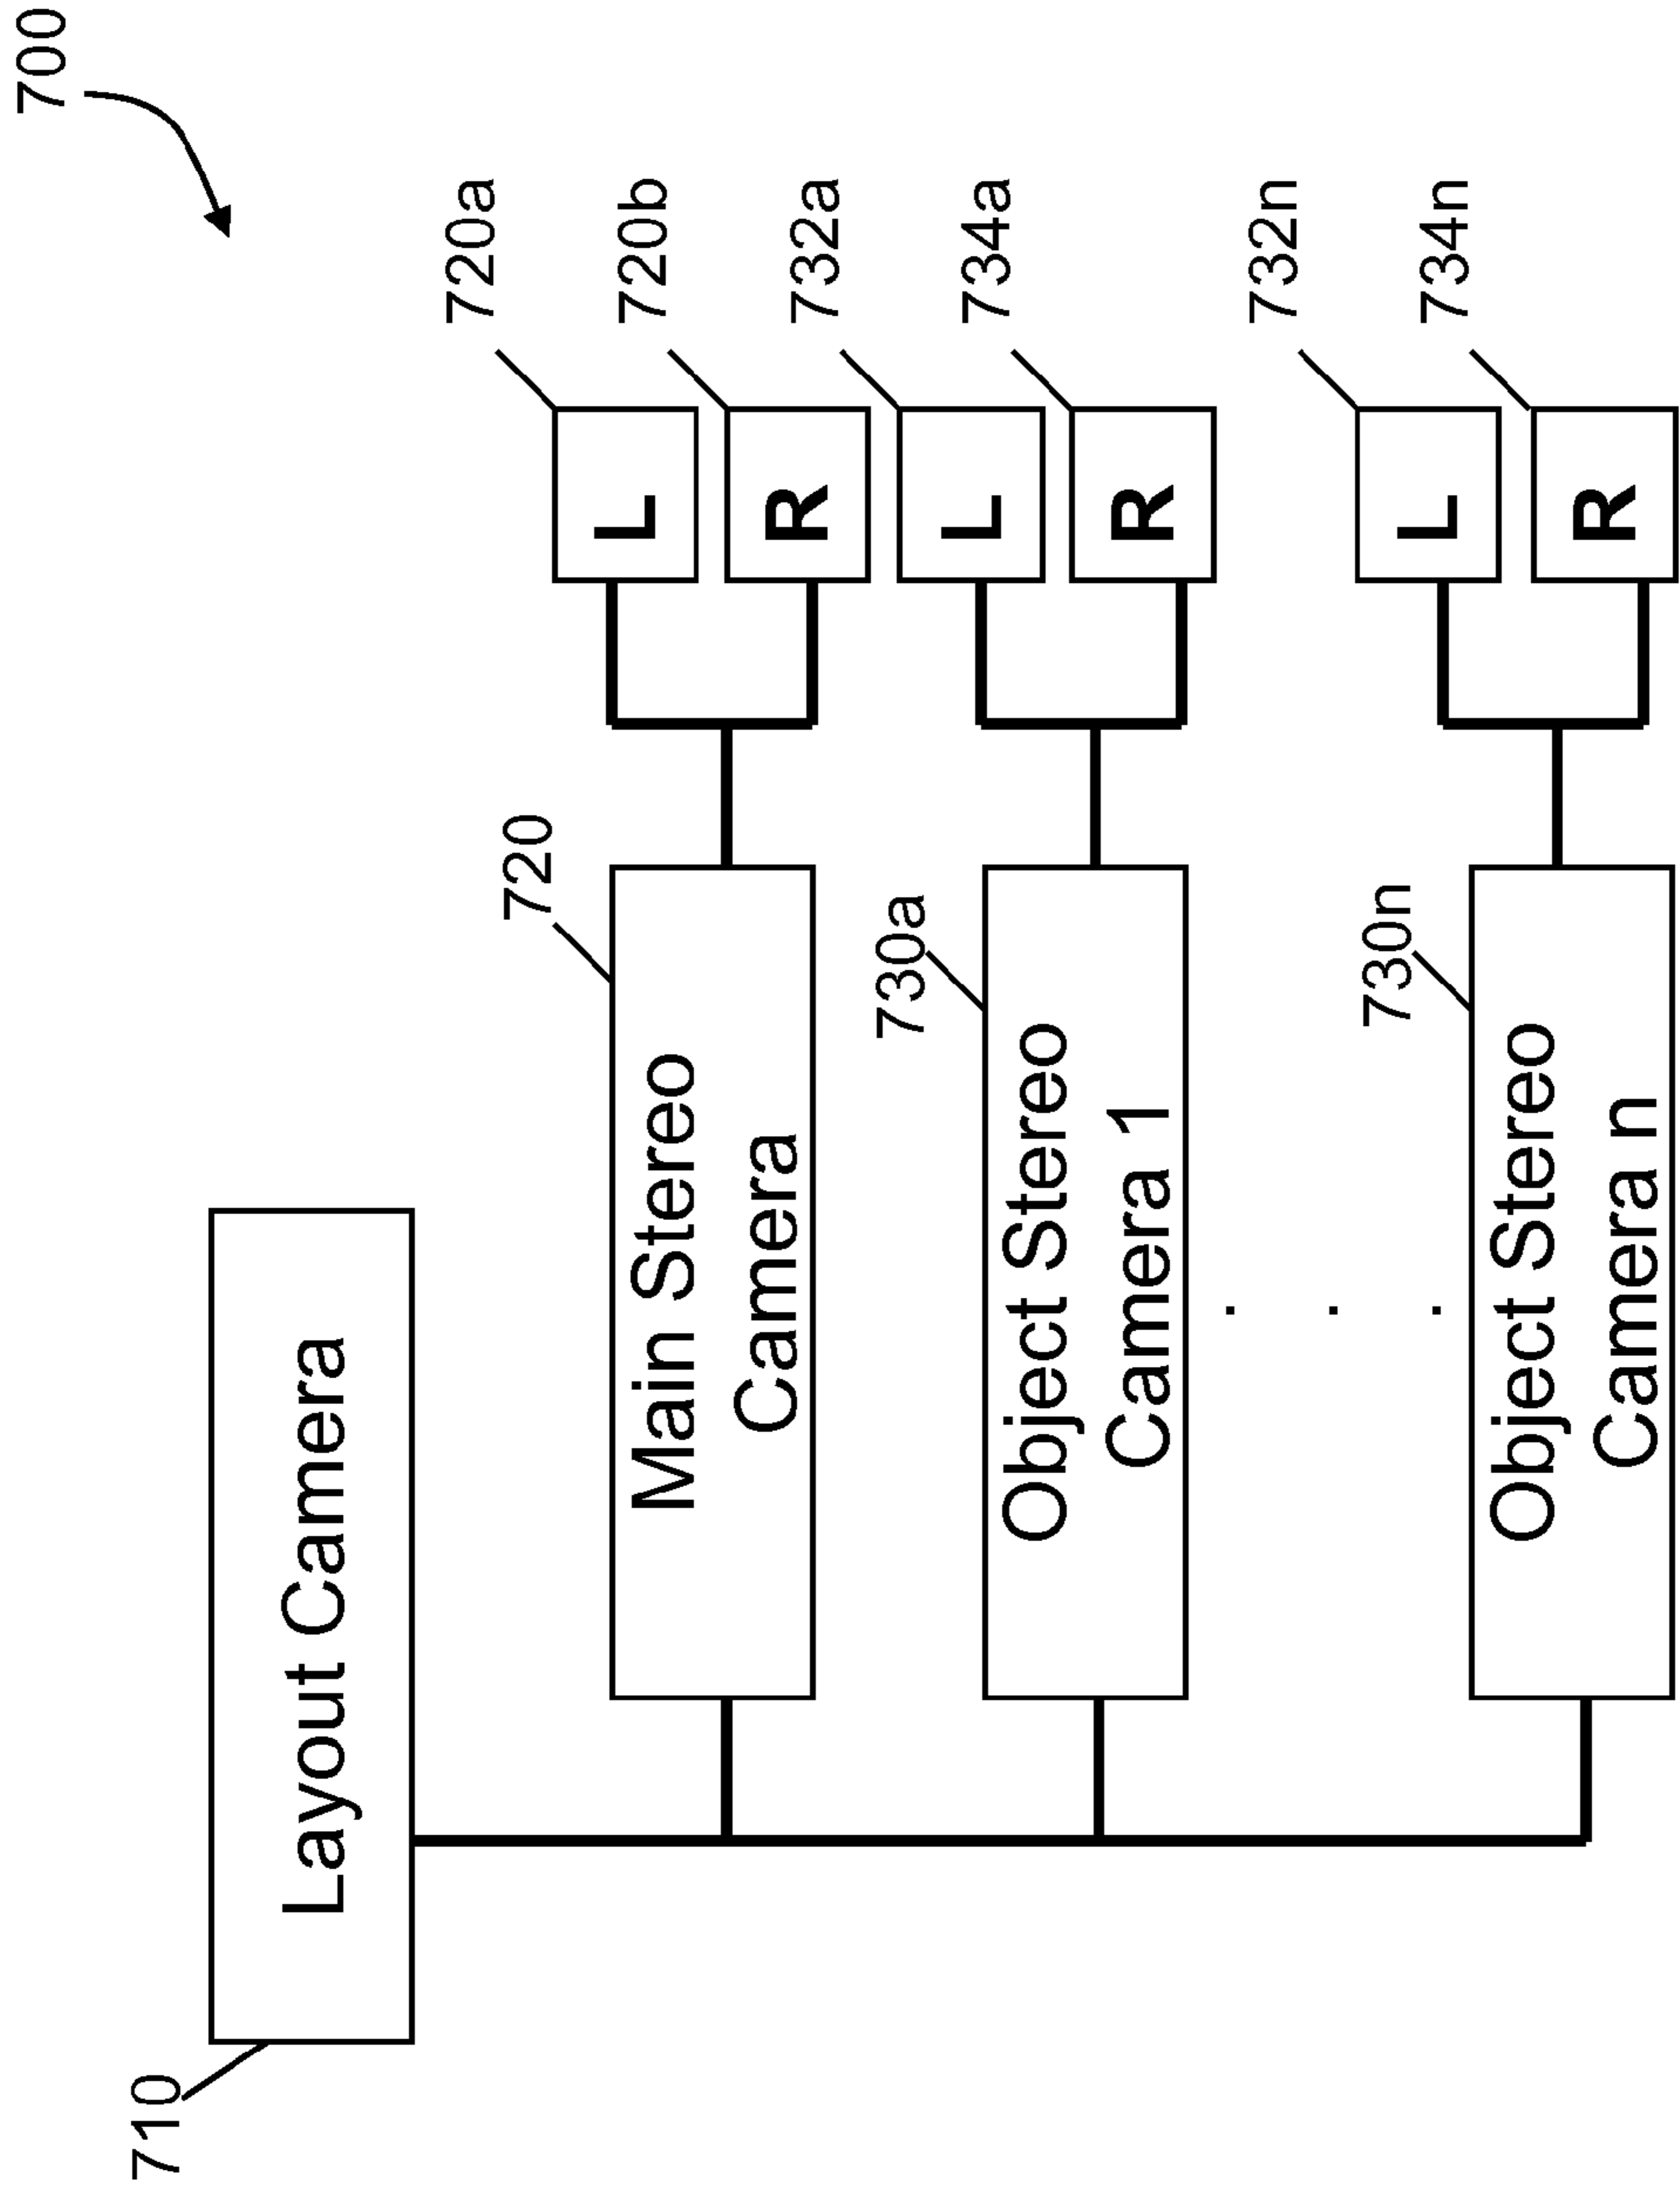 700
710
Layout Camera
720
Main Stereo
Camera
L
720a
R
720b
730a
Object Stereo
Camera 1
L
732a
R
734a
.
.
.
730n
Object Stereo
Camera n
L
732n
R
734n